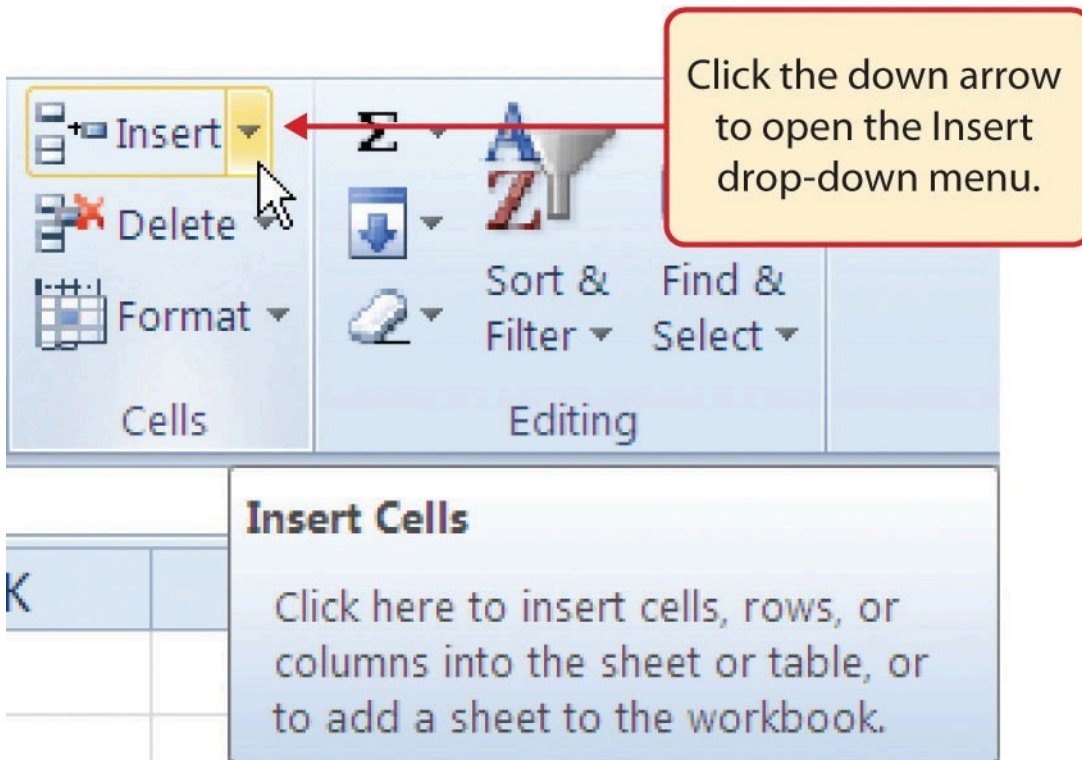 Click the down arrow
to open the Insert
drop-down menu.
Insert
Delete
Format
Cells
Σ
A
Z
Sort &
Filter
Find &
Select
Editing
Insert Cells
Click here to insert cells, rows, or
columns into the sheet or table, or
to add a sheet to the workbook.
K